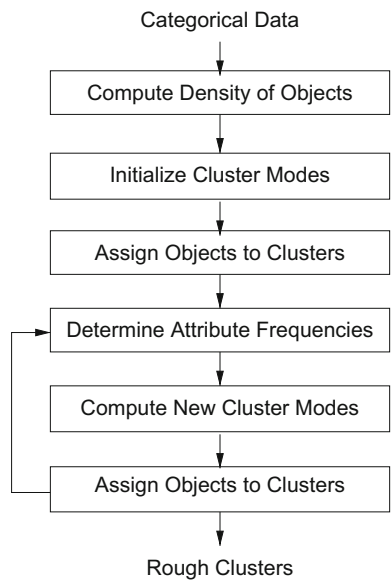 Categorical Data
Compute Density of Objects
Initialize Cluster Modes
Assign Objects to Clusters
Determine Attribute Frequencies
Compute New Cluster Modes
Assign Objects to Clusters
Rough Clusters